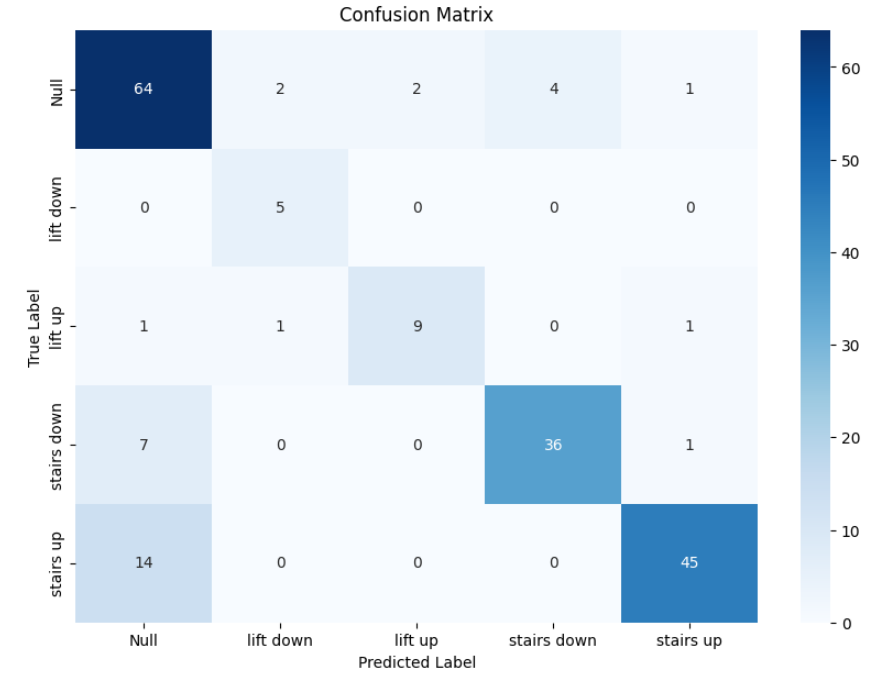 Confusion Matrix
Null 64 2 2 4 1
lift down 0 5 0 0 0
lift up 1 1 9 0 1
stairs down 7 0 0 36 1
stairs up 14 0 0 0 45
Null lift down lift up stairs down stairs up
Predicted Label
True Label
60
50
40
30
20
10
0